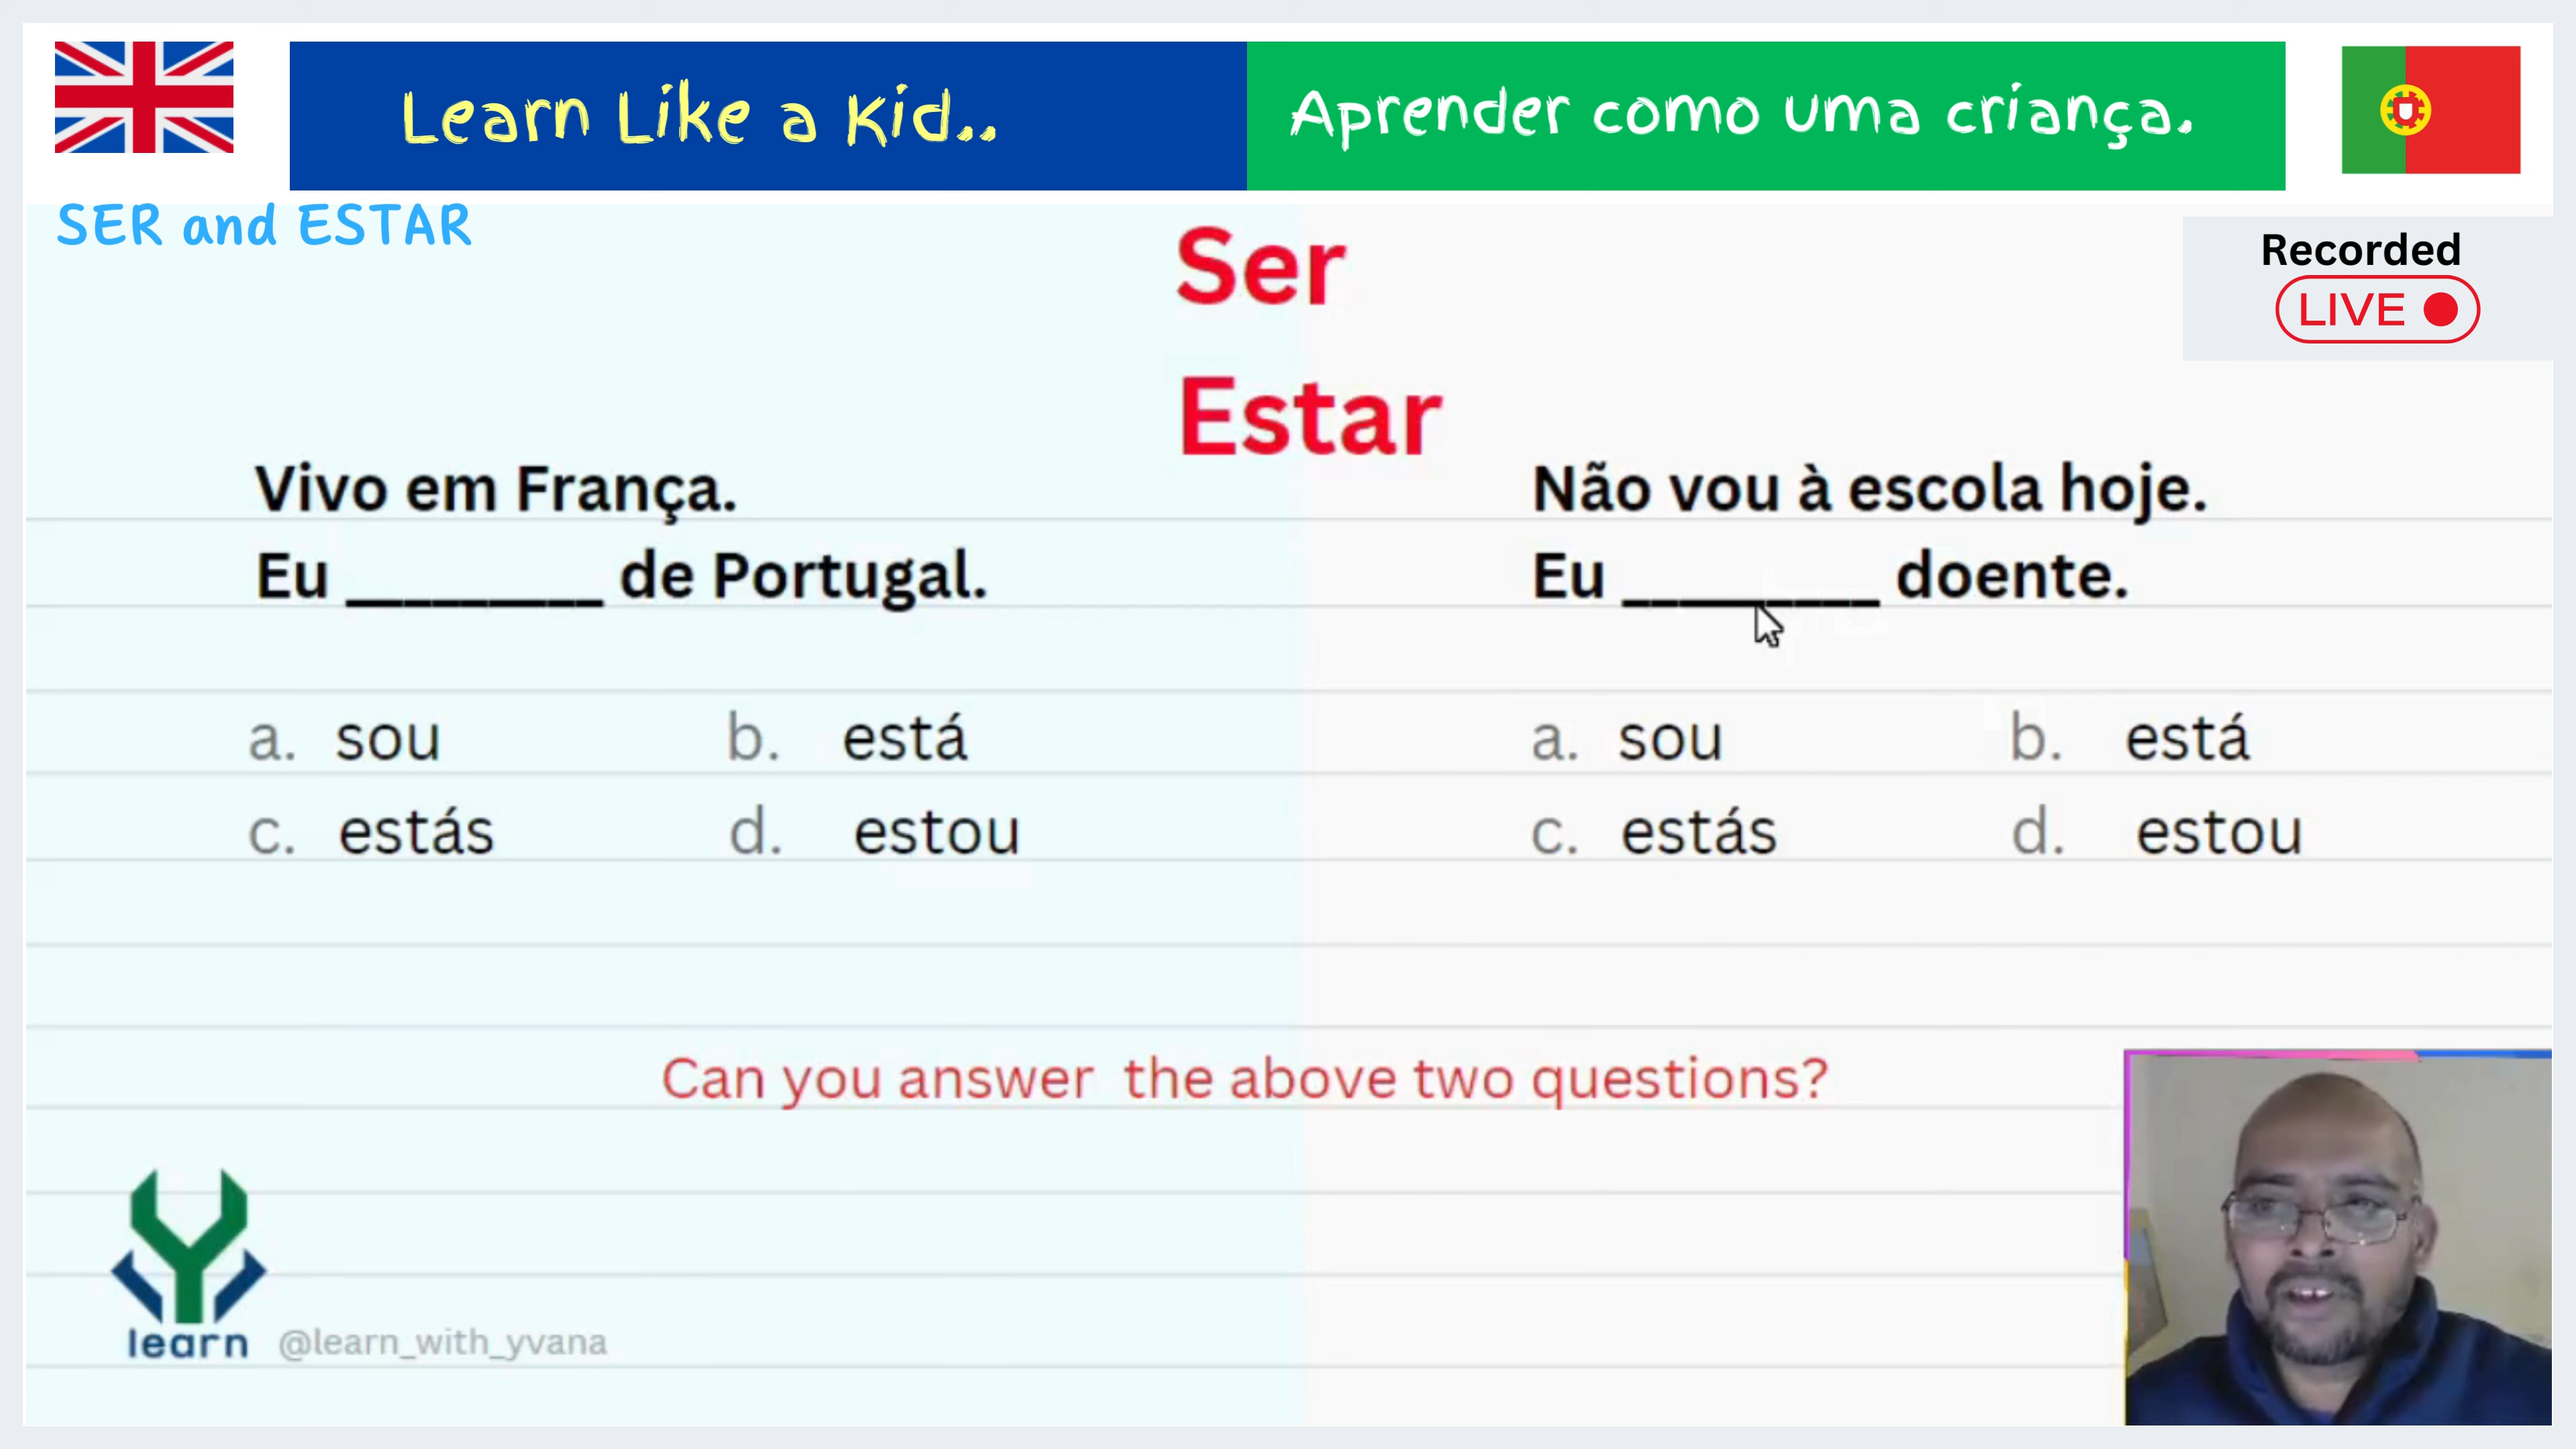 Learn Like a Kid..
Aprender como uma criança.
SER and ESTAR
Recorded
LIVE
Ser
Estar
Vivo em França.
Eu _________ de Portugal.
a. sou b. está
c. estás d. estou
Não vou à escola hoje.
Eu _________ doente.
a. sou b. está
c. estás d. estou
Can you answer the above two questions?
learn @learn_with_yvana